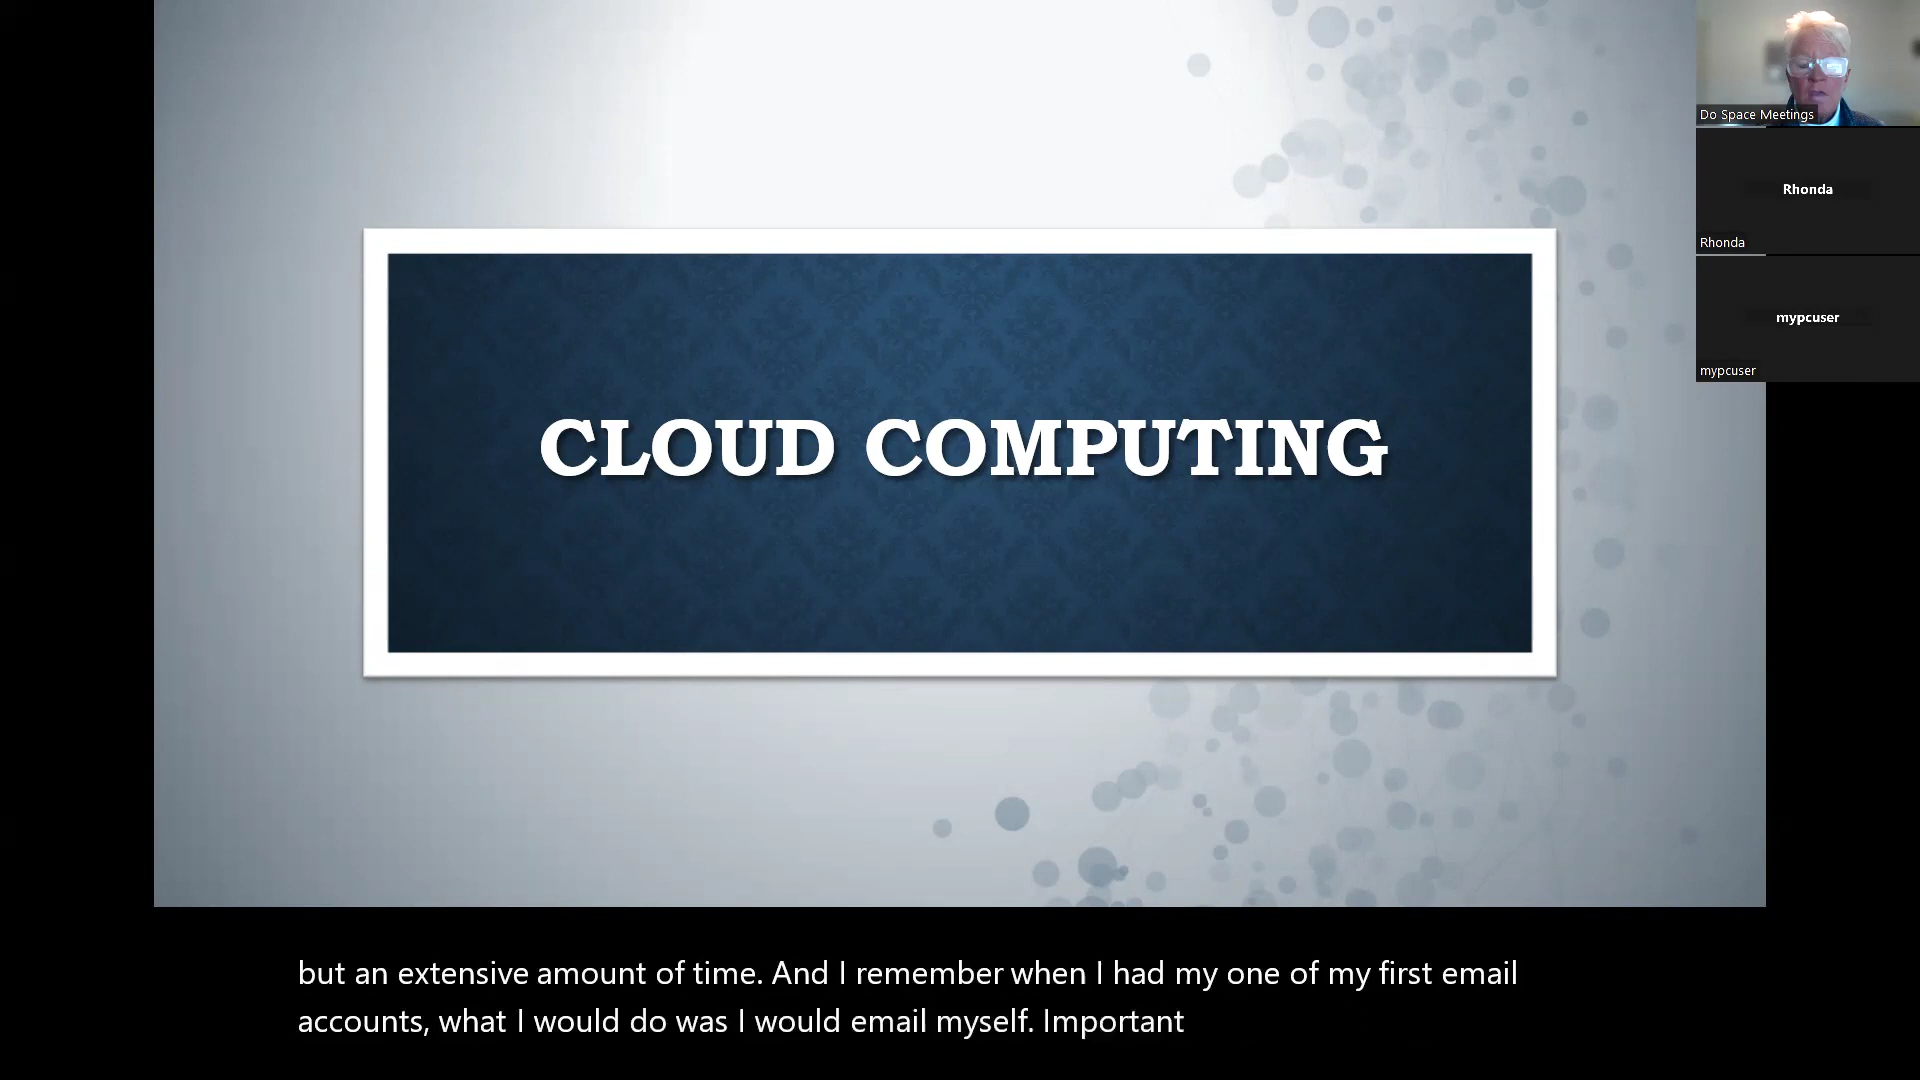 CLOUD COMPUTING
Do Space Meetings
Rhonda
Rhonda
mypcuser
mypcuser
but an extensive amount of time. And I remember when I had my one of my first email
accounts, what I would do was I would email myself. Important